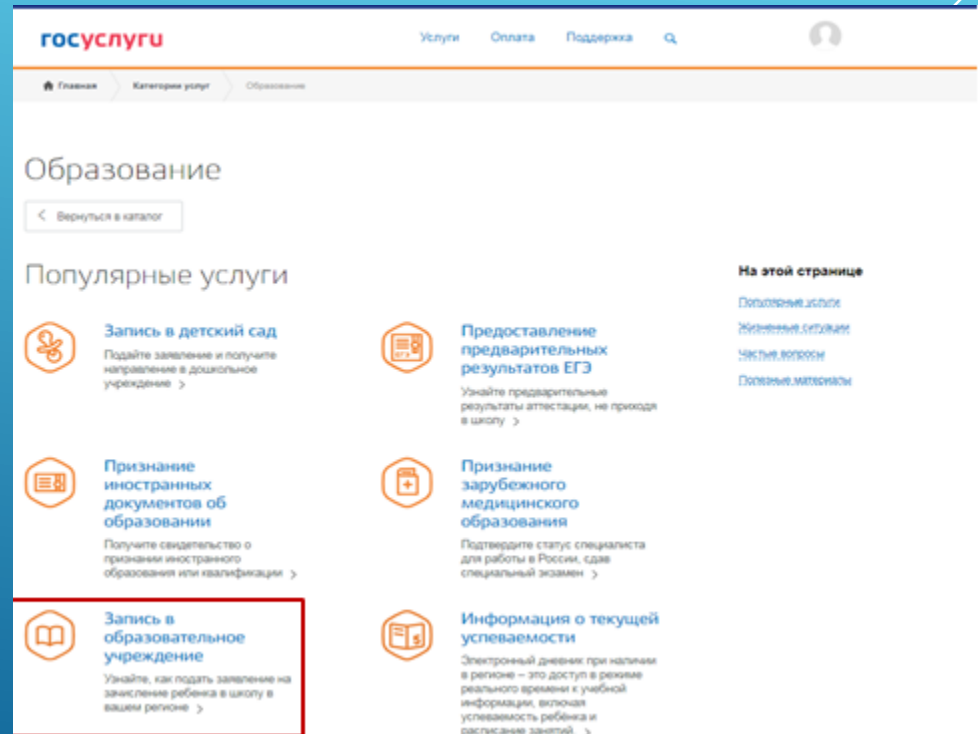 госуслуги
Услуги Оплата Поддержка
Главная Категории услуг Образование
Образование
Вернуться в каталог
Популярные услуги
На этой странице
Популярные услуги
Жизненные ситуации
Частые вопросы
Полезные материалы
Запись в детский сад
Подайте заявление и получите
направление в дошкольное
учреждение >
Предоставление
предварительных
результатов ЕГЭ
Узнайте предварительные
результаты аттестации, не приходя
в школу >
Признание
иностранных
документов об
образовании
Получите свидетельство о
признании иностранного
образования или квалификации >
Признание
зарубежного
медицинского
образования
Подтвердите статус специалиста
для работы в России, сдав
специальный экзамен >
Запись в
образовательное
учреждение
Узнайте, как подать заявление на
зачисление ребенка в школу в
вашем регионе >
Информация о текущей
успеваемости
Электронный дневник при наличии
в регионе – это доступ в режиме
реального времени к учебной
информации, включая
успеваемость ребёнка и
расписание занятий. >